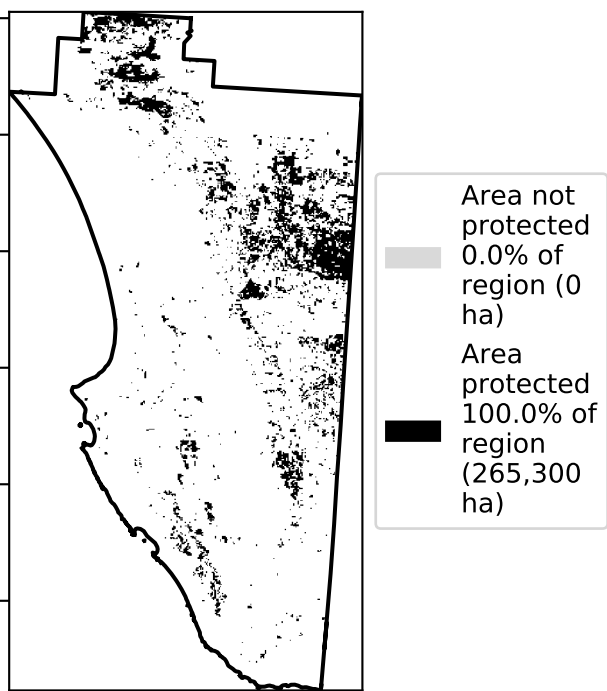 Area not
protected
0.0% of
region (0
ha)
Area
protected
100.0% of
region
(265,300
ha)